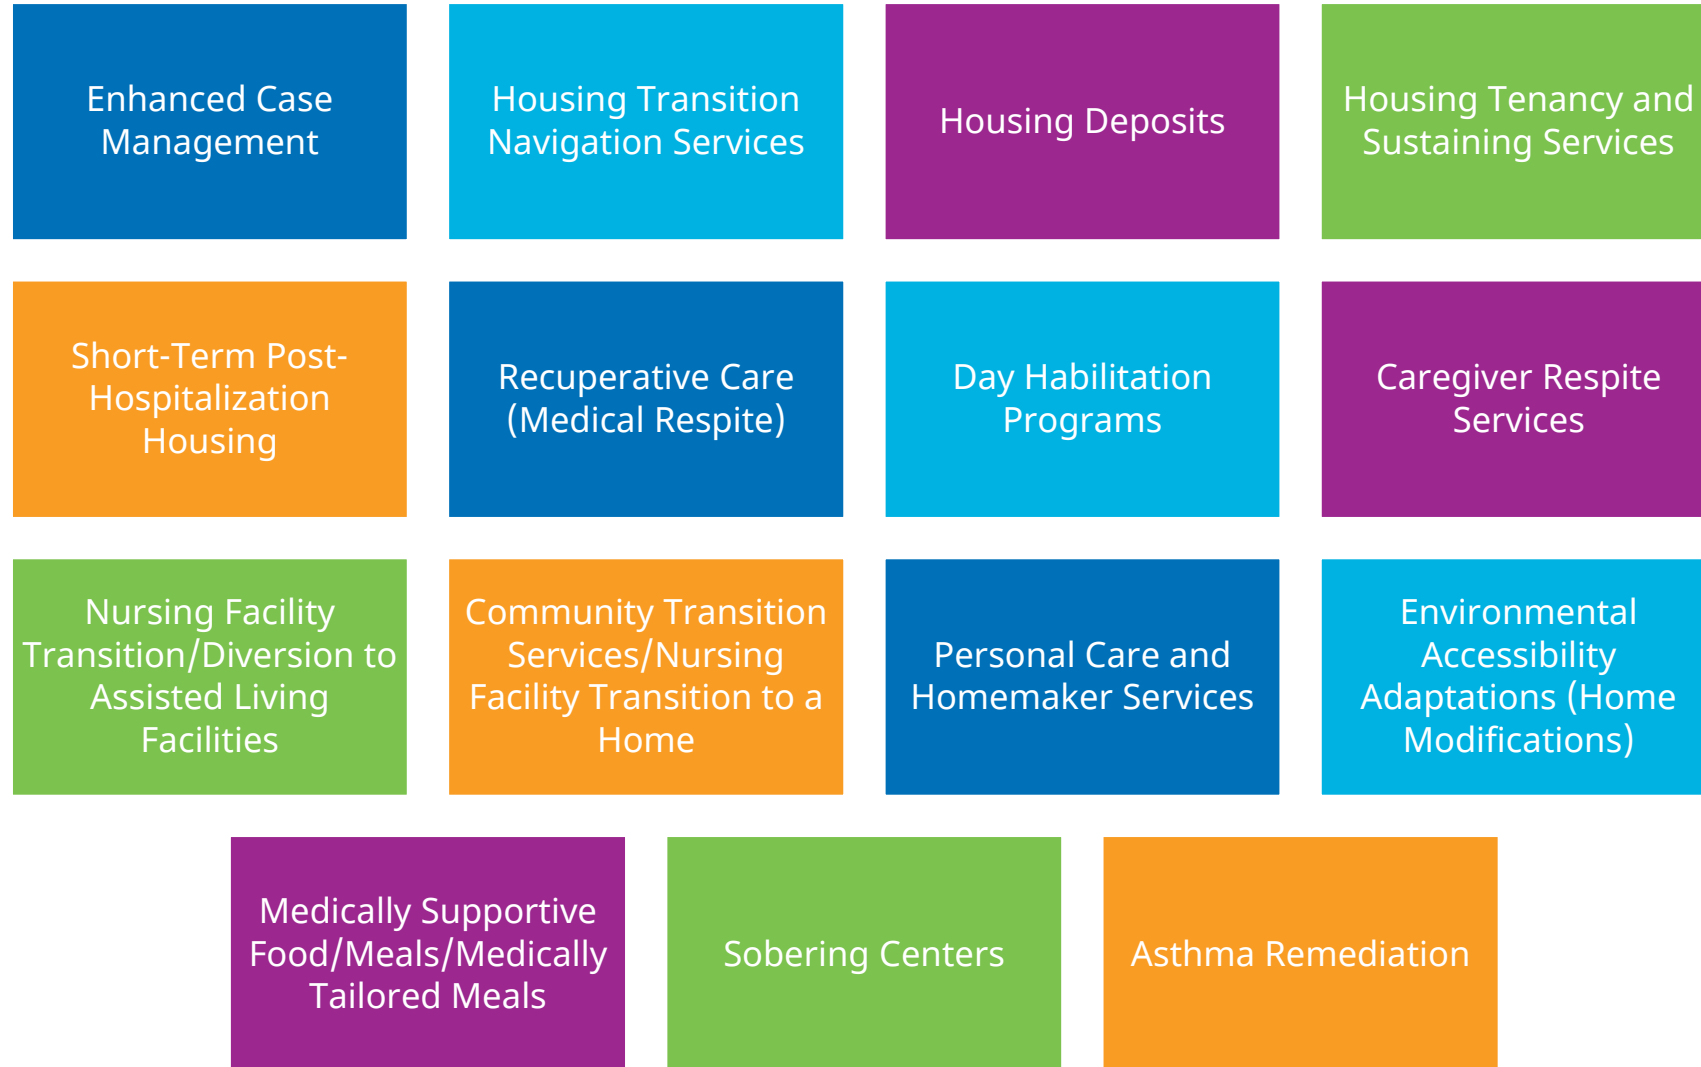 Enhanced Case
Management
Housing Transition
Navigation Services
Housing Deposits
Housing Tenancy and
Sustaining Services
Short-Term Post-
Hospitalization
Housing
Recuperative Care
(Medical Respite)
Day Habilitation
Programs
Caregiver Respite
Services
Nursing Facility
Transition/Diversion to
Assisted Living
Facilities
Community Transition
Services/Nursing
Facility Transition to a
Home
Personal Care and
Homemaker Services
Environmental
Accessibility
Adaptations (Home
Modifications)
Medically Supportive
Food/Meals/Medically
Tailored Meals
Sobering Centers
Asthma Remediation